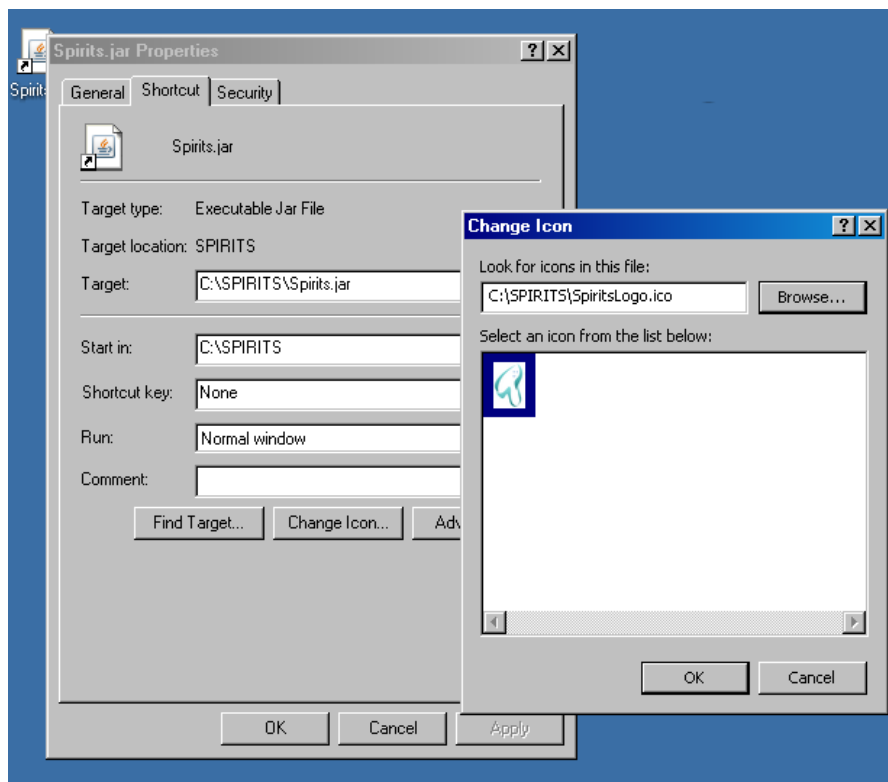 Spirits.jar Properties
Spirit
General Shortcut Security
Spirits.jar
Target type: Executable Jar File
Target location: SPIRITS
Target: C:\SPIRITS\Spirits.jar
Start in: C:\SPIRITS
Shortcut key: None
Run: Normal window
Comment:
Find Target... Change Icon... Adv
OK Cancel Apply
Change Icon
Look for icons in this file:
C:\SPIRITS\SpiritsLogo.ico Browse...
Select an icon from the list below:
OK Cancel